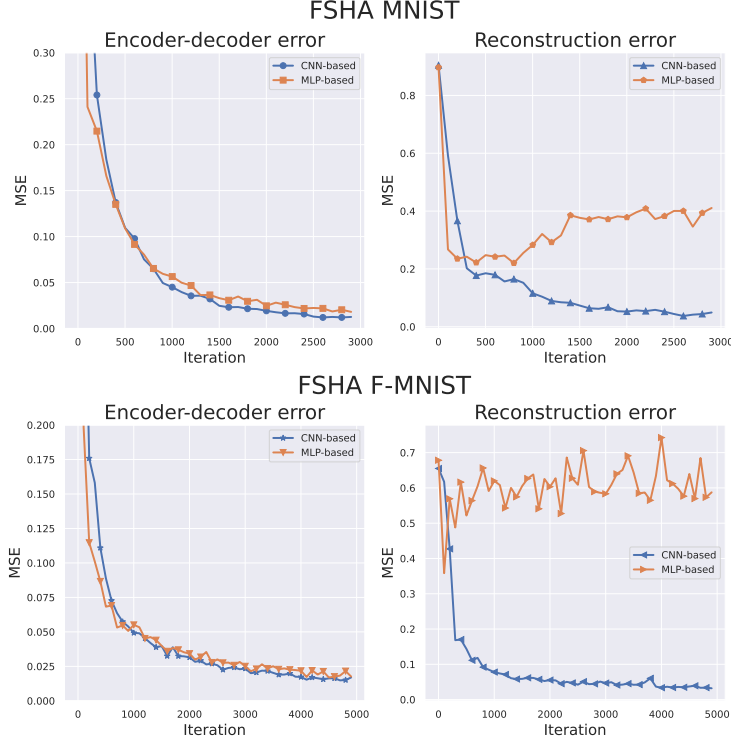 FSHA MNIST
Encoder-decoder error
Reconstruction error
0.30
0.25
0.20
0.15
0.10
0.05
0.00
MSE
CNN-based
MLP-based
0 500 1000 1500 2000 2500 3000
Iteration
0.8
0.6
0.4
0.2
0.0
MSE
CNN-based
MLP-based
0 500 1000 1500 2000 2500 3000
Iteration
FSHA F-MNIST
Encoder-decoder error
Reconstruction error
0.200
0.175
0.150
0.125
0.100
0.075
0.050
0.025
0.000
MSE
CNN-based
MLP-based
0 1000 2000 3000 4000 5000
Iteration
0.7
0.6
0.5
0.4
0.3
0.2
0.1
0.0
MSE
CNN-based
MLP-based
0 1000 2000 3000 4000 5000
Iteration